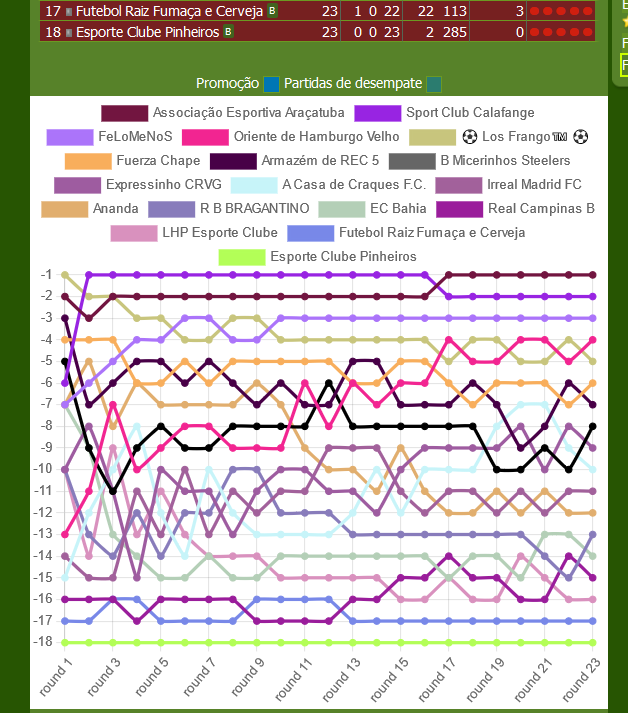 17 Futebol Raiz Fumaça e Cerveja B 23 1 0 22 22 113 3
18 Esporte Clube Pinheiros B 23 0 0 23 2 285 0
Promoção Partidas de desempate
Associação Esportiva Araçatuba Sport Club Calafange
FeLoMeNoS Oriente de Hamburgo Velho ⚽ Los Frango™ ⚽
Fuerza Chape Armazém de REC 5 B Micerinhos Steelers
Expressinho CRVG A Casa de Craques F.C. Irreal Madrid FC
Ananda R B BRAGANTINO EC Bahia Real Campinas B
LHP Esporte Clube Futebol Raiz Fumaça e Cerveja
Esporte Clube Pinheiros
-1
-2
-3
-4
-5
-6
-7
-8
-9
-10
-11
-12
-13
-14
-15
-16
-17
-18
round 1 round 3 round 5 round 7 round 9 round 11 round 13 round 15 round 17 round 19 round 21 round 23